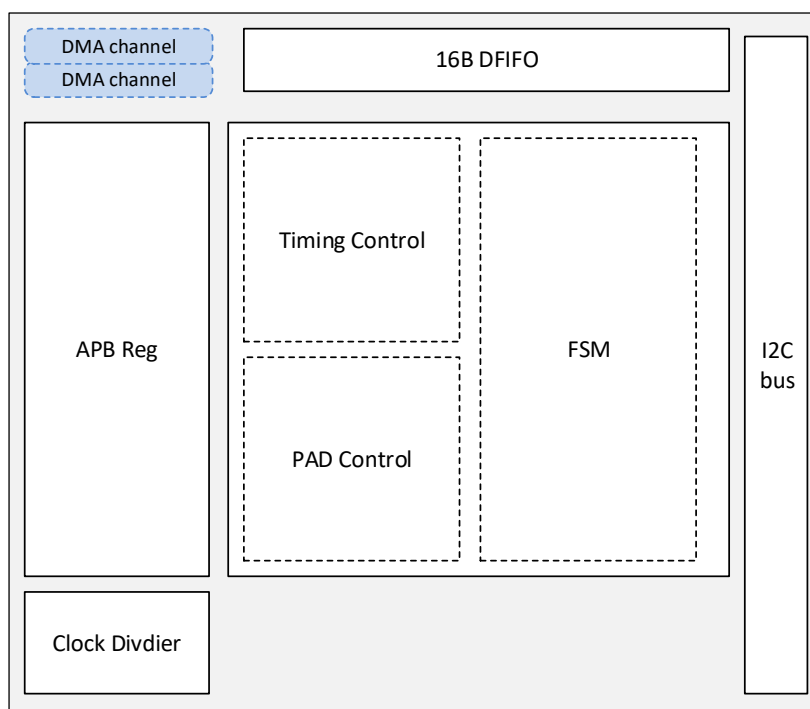 DMA channel
DMA channel
16B DFIFO
APB Reg
Timing Control
PAD Control
FSM
I2C
bus
Clock Divdier